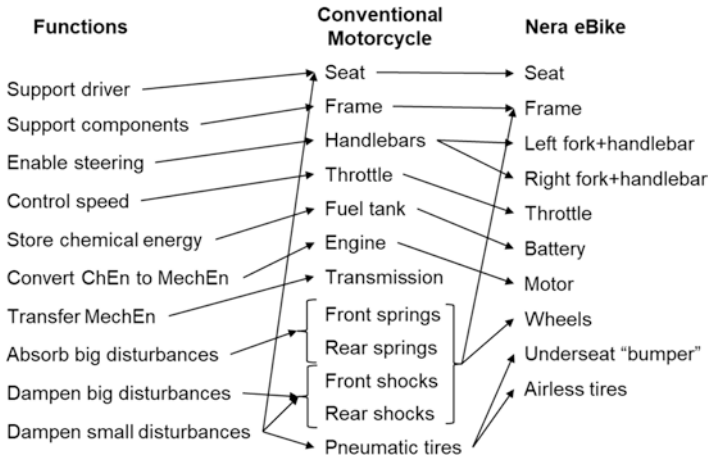 Functions
Conventional
Motorcycle
Nera eBike
Support driver
Support components
Enable steering
Control speed
Store chemical energy
Convert ChEn to MechEn
Transfer MechEn
Absorb big disturbances
Dampen big disturbances
Dampen small disturbances
Seat
Frame
Handlebars
Throttle
Fuel tank
Engine
Transmission
Front springs
Rear springs
Front shocks
Rear shocks
Pneumatic tires
Seat
Frame
Left fork+handlebar
Right fork+handlebar
Throttle
Battery
Motor
Wheels
Underseat “bumper”
Airless tires